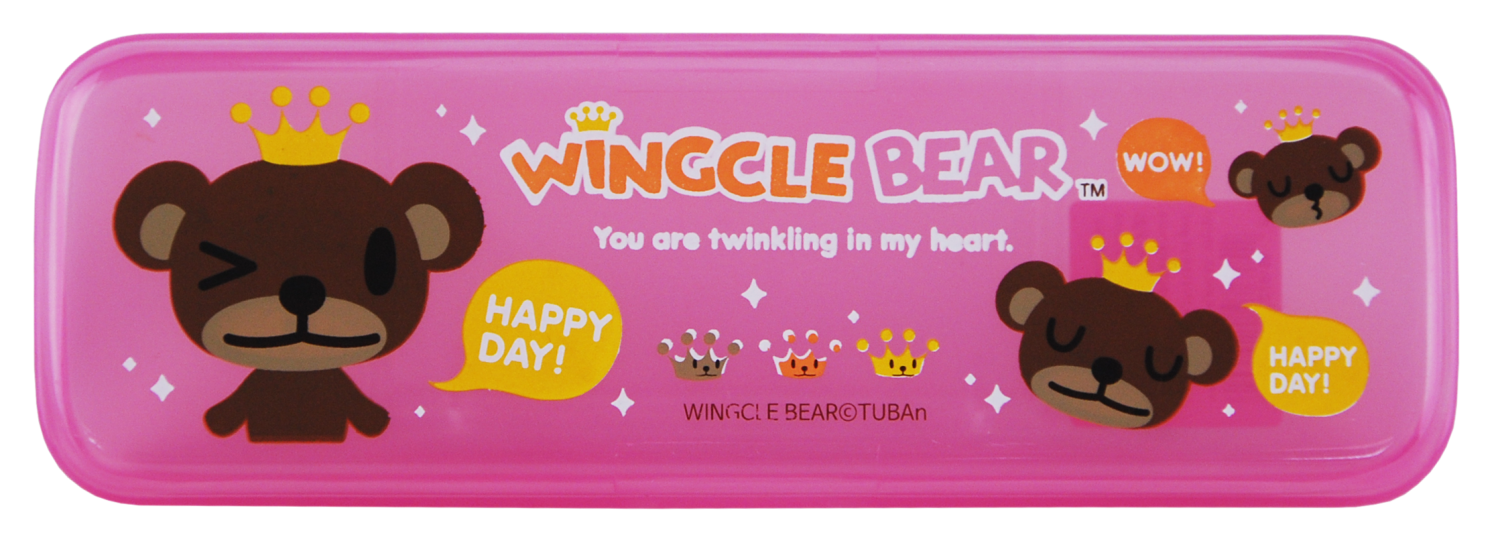 WINGCLE BEAR™
You are twinkling in my heart.
HAPPY
DAY!
WOW!
HAPPY
DAY!
WINGCLE BEAR©TUBAn